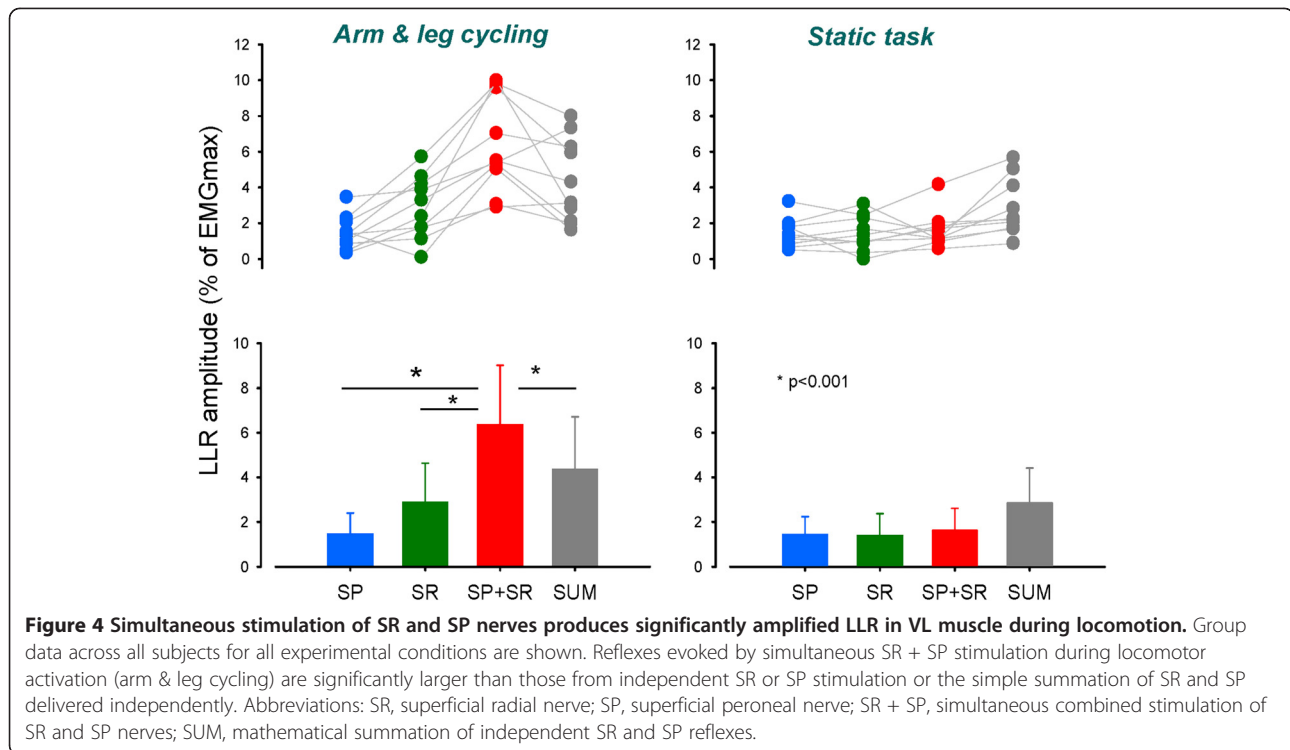 Arm & leg cycling
Static task
LLR amplitude (% of EMGmax)
12
10
8
6
4
2
0
12
10
8
6
4
2
0
10
8
6
4
2
0
*
*
*
SP
SR
SP+SR
SUM
10
8
6
4
2
0
* p<0.001
SP
SR
SP+SR
SUM
Figure 4 Simultaneous stimulation of SR and SP nerves produces significantly amplified LLR in VL muscle during locomotion. Group
data across all subjects for all experimental conditions are shown. Reflexes evoked by simultaneous SR + SP stimulation during locomotor
activation (arm & leg cycling) are significantly larger than those from independent SR or SP stimulation or the simple summation of SR and SP
delivered independently. Abbreviations: SR, superficial radial nerve; SP, superficial peroneal nerve; SR + SP, simultaneous combined stimulation of
SR and SP nerves; SUM, mathematical summation of independent SR and SP reflexes.